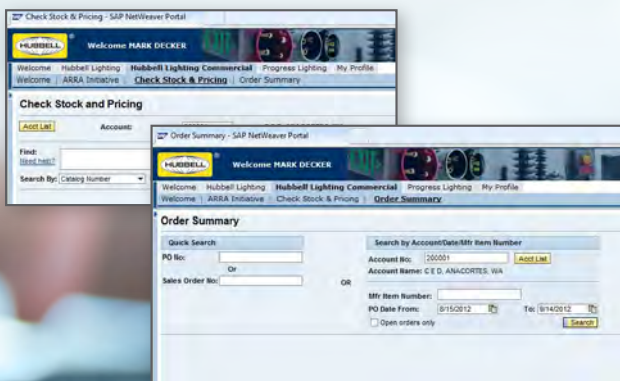 Check Stock & Pricing - SAP NetWeaver Portal
HUBBELL
Welcome MARK DECKER
Welcome Hubbell Lighting Hubbell Lighting Commercial Progress Lighting My Profile
Welcome ARRA Initiative Check Stock & Pricing Order Summary
Check Stock and Pricing
Acct List Account:
Find:
Need help?
Search By: Catalog Number
Order Summary - SAP NetWeaver Portal
HUBBELL
Welcome MARK DECKER
Welcome Hubbell Lighting Hubbell Lighting Commercial Progress Lighting My Profile
Welcome ARRA Initiative Check Stock & Pricing Order Summary
Order Summary
Quick Search
PO No:
Or
Sales Order No:
OR
Search by Account/Date/Mfr Item Number
Account No: 200001 Acct List
Account Name: C E D, ANACORTES, WA
Mfr Item Number:
PO Date From: 8/15/2012 To: 9/14/2012
Open orders only Search